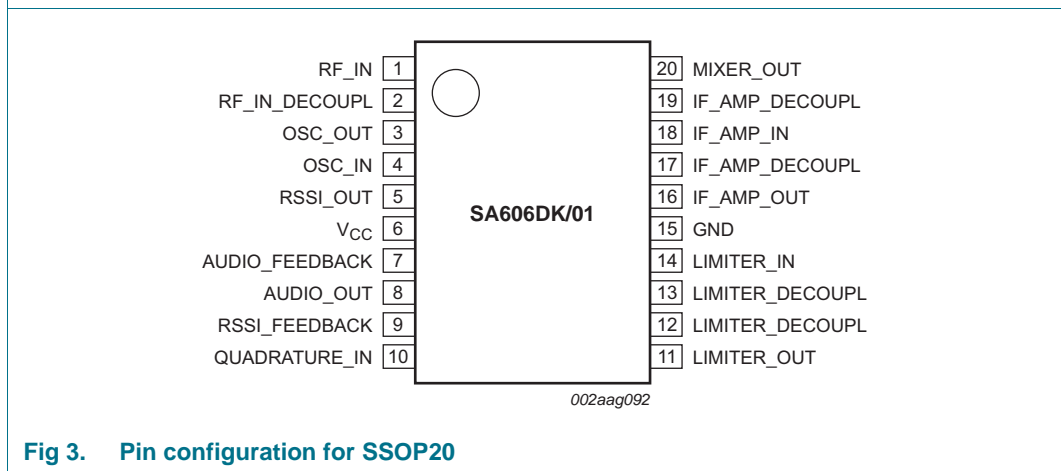 RF_IN 1
RF_IN_DECOUPL 2
OSC_OUT 3
OSC_IN 4
RSSI_OUT 5
VCC 6
AUDIO_FEEDBACK 7
AUDIO_OUT 8
RSSI_FEEDBACK 9
QUADRATURE_IN 10
SA606DK/01
20 MIXER_OUT
19 IF_AMP_DECOUPL
18 IF_AMP_IN
17 IF_AMP_DECOUPL
16 IF_AMP_OUT
15 GND
14 LIMITER_IN
13 LIMITER_DECOUPL
12 LIMITER_DECOUPL
11 LIMITER_OUT
002aag092
Fig 3. Pin configuration for SSOP20